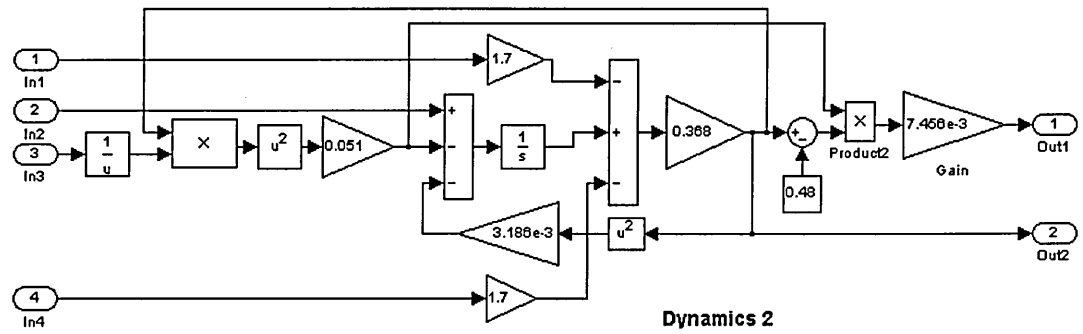 1
In1
1.7
2
In2
3
In3
1
u
×
u²
0.051
+
−
−
1
s
−
+
−
0.368
+
−
0.48
×
Product2
7.456e-3
Gain
1
Out1
3.186e-3
u²
2
Out2
4
In4
1.7
Dynamics 2